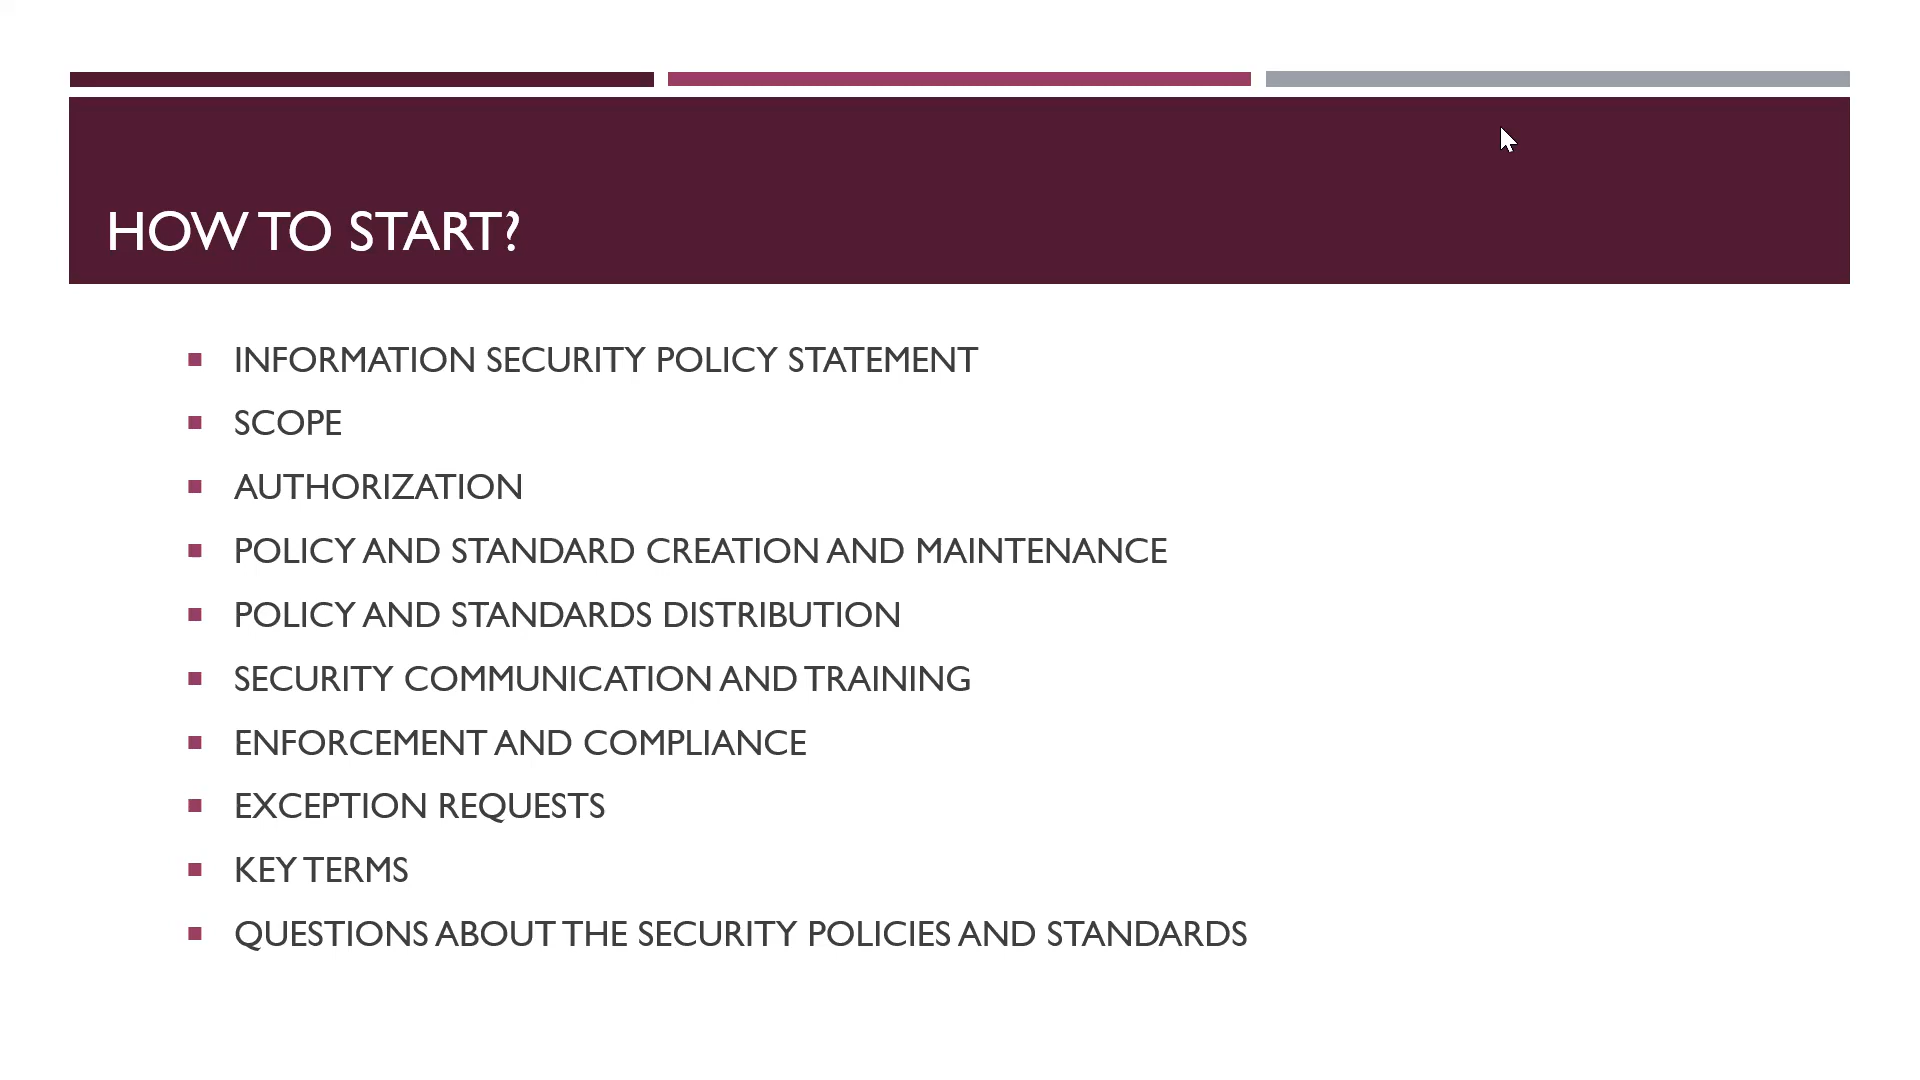 HOW TO START?
INFORMATION SECURITY POLICY STATEMENT
SCOPE
AUTHORIZATION
POLICY AND STANDARD CREATION AND MAINTENANCE
POLICY AND STANDARDS DISTRIBUTION
SECURITY COMMUNICATION AND TRAINING
ENFORCEMENT AND COMPLIANCE
EXCEPTION REQUESTS
KEY TERMS
QUESTIONS ABOUT THE SECURITY POLICIES AND STANDARDS